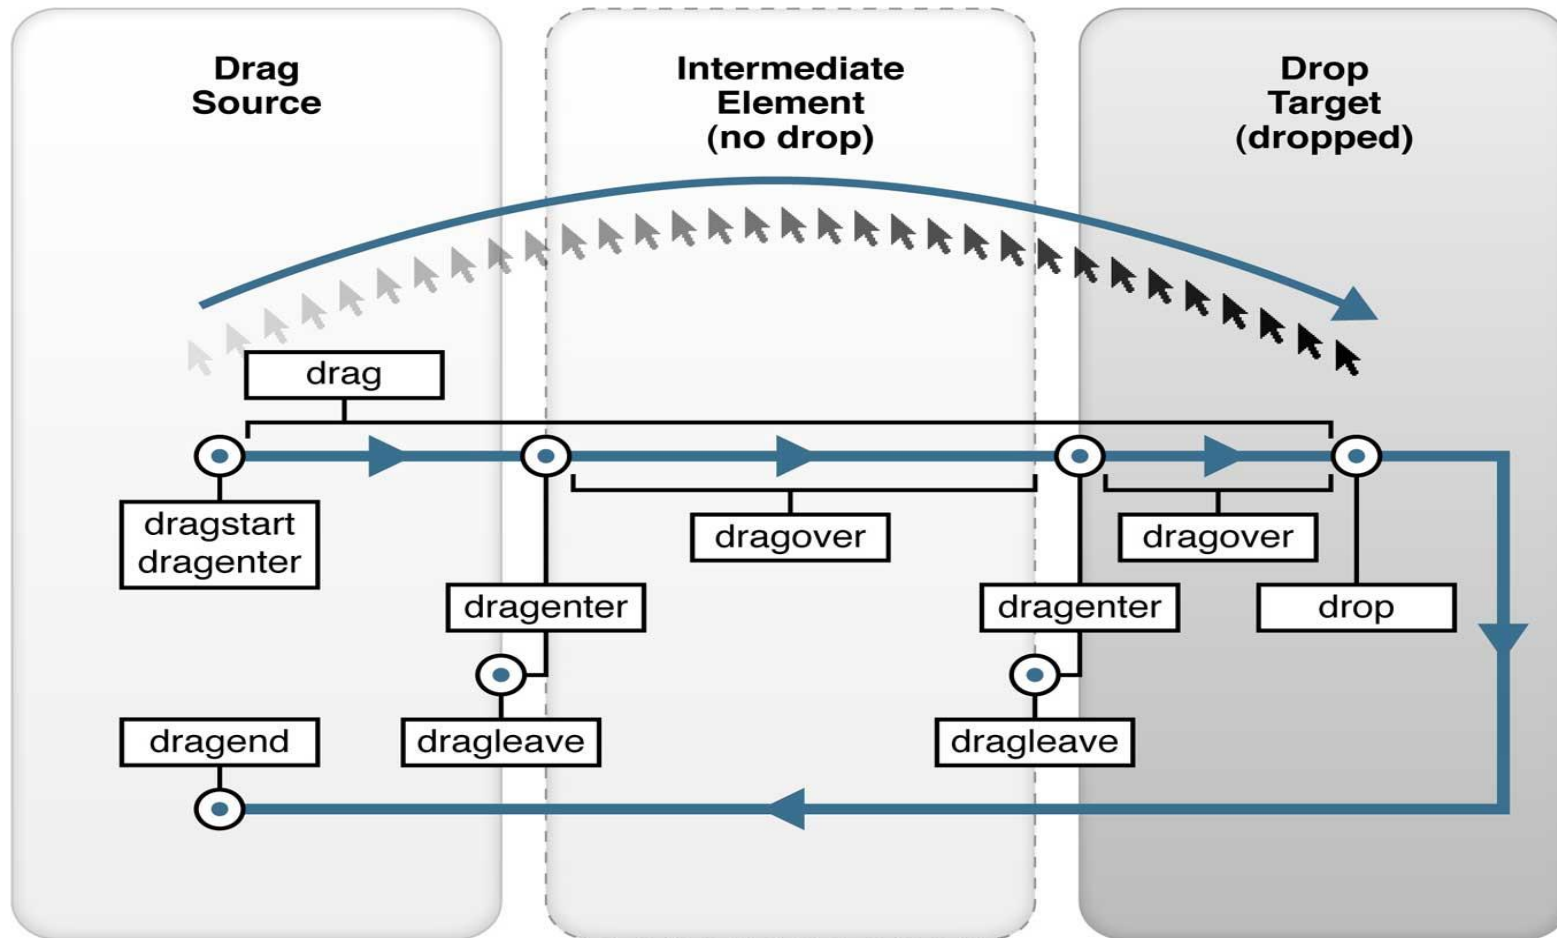 Drag
Source
Intermediate
Element
(no drop)
Drop
Target
(dropped)
drag
dragstart
dragenter
dragover
dragover
dragenter
dragenter
drop
dragend
dragleave
dragleave